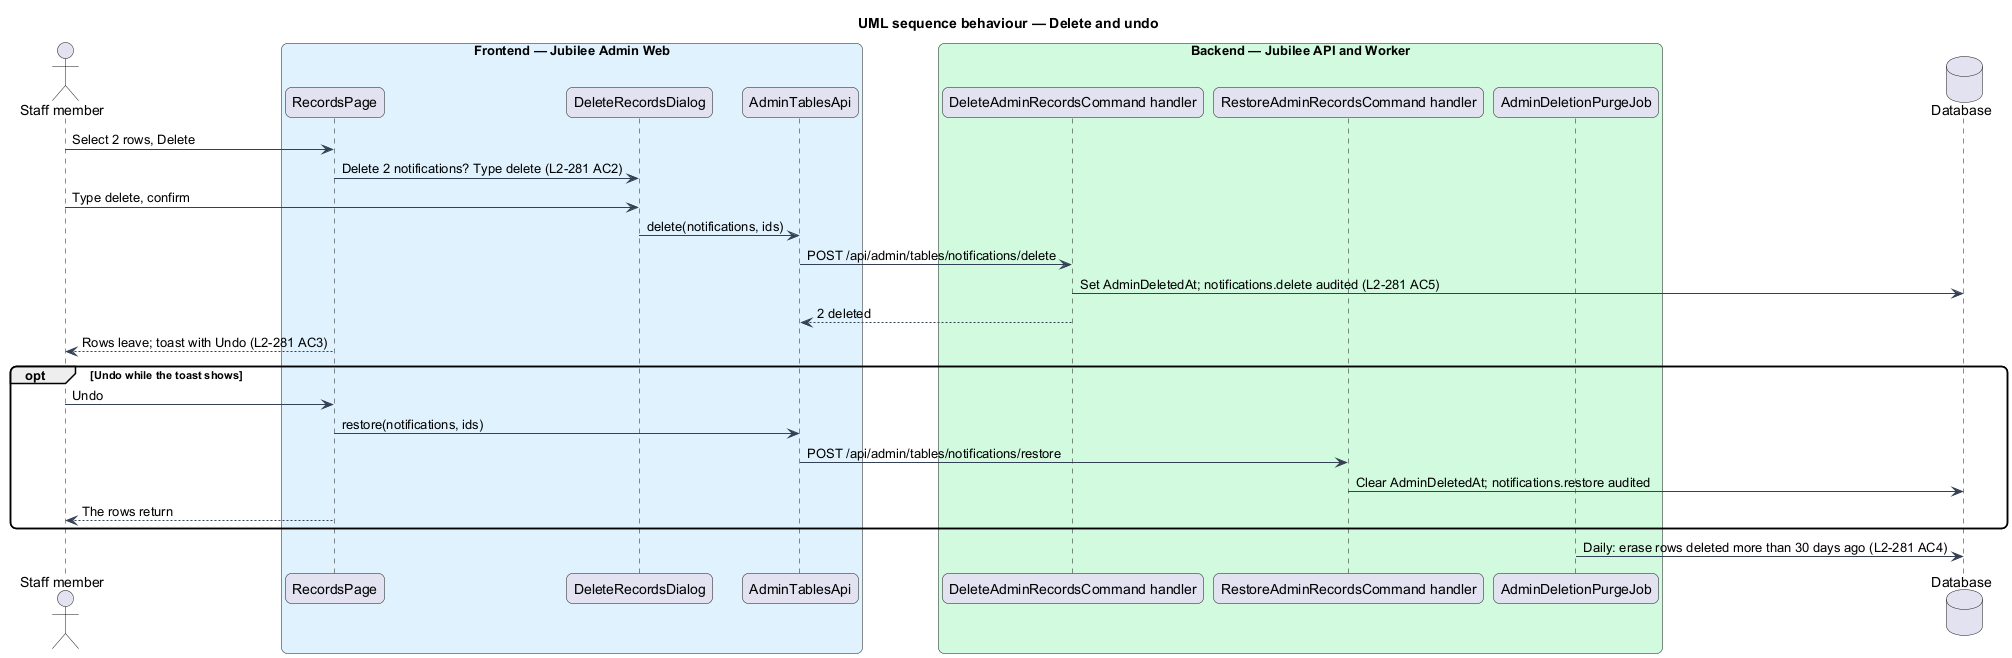 UML sequence behaviour — Delete and undo
Frontend — Jubilee Admin Web
Backend — Jubilee API and Worker
Staff member
RecordsPage
DeleteRecordsDialog
AdminTablesApi
DeleteAdminRecordsCommand handler
RestoreAdminRecordsCommand handler
AdminDeletionPurgeJob
Database
Select 2 rows, Delete
Delete 2 notifications? Type delete (L2-281 AC2)
Type delete, confirm
delete(notifications, ids)
POST /api/admin/tables/notifications/delete
Set AdminDeletedAt; notifications.delete audited (L2-281 AC5)
2 deleted
Rows leave; toast with Undo (L2-281 AC3)
opt
[Undo while the toast shows]
Undo
restore(notifications, ids)
POST /api/admin/tables/notifications/restore
Clear AdminDeletedAt; notifications.restore audited
The rows return
Daily: erase rows deleted more than 30 days ago (L2-281 AC4)
Staff member
RecordsPage
DeleteRecordsDialog
AdminTablesApi
DeleteAdminRecordsCommand handler
RestoreAdminRecordsCommand handler
AdminDeletionPurgeJob
Database